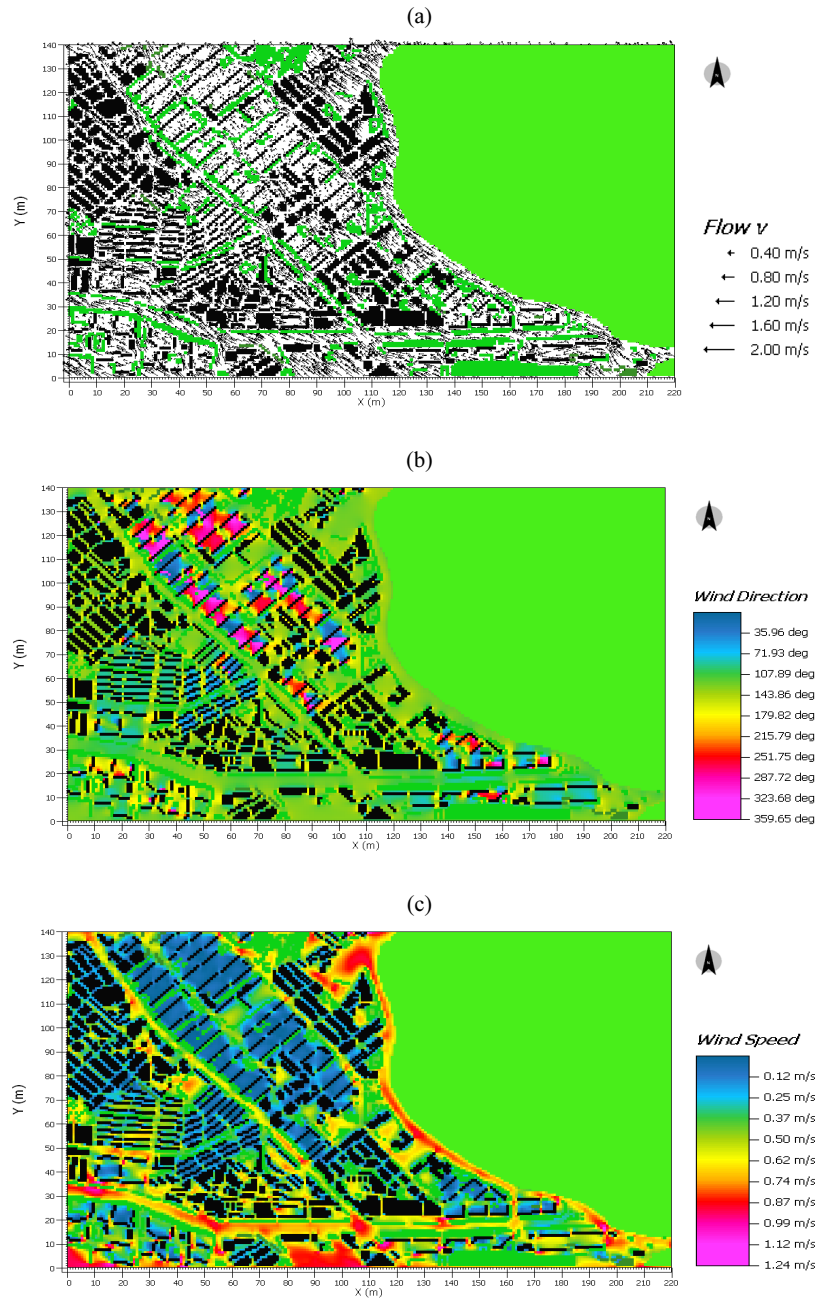 (a)
140
130
120
110
100
90
80
70
60
50
40
30
20
10
0
Y (m)
0 10 20 30 40 50 60 70 80 90 100 110 120 130 140 150 160 170 180 190 200 210 220
X (m)
Flow v
0.40 m/s
0.80 m/s
1.20 m/s
1.60 m/s
2.00 m/s
(b)
140
130
120
110
100
90
80
70
60
50
40
30
20
10
0
Y (m)
0 10 20 30 40 50 60 70 80 90 100 110 120 130 140 150 160 170 180 190 200 210 220
X (m)
Wind Direction
35.96 deg
71.93 deg
107.89 deg
143.86 deg
179.82 deg
215.79 deg
251.75 deg
287.72 deg
323.68 deg
359.65 deg
(c)
140
130
120
110
100
90
80
70
60
50
40
30
20
10
0
Y (m)
0 10 20 30 40 50 60 70 80 90 100 110 120 130 140 150 160 170 180 190 200 210 220
X (m)
Wind Speed
0.12 m/s
0.25 m/s
0.37 m/s
0.50 m/s
0.62 m/s
0.74 m/s
0.87 m/s
0.99 m/s
1.12 m/s
1.24 m/s